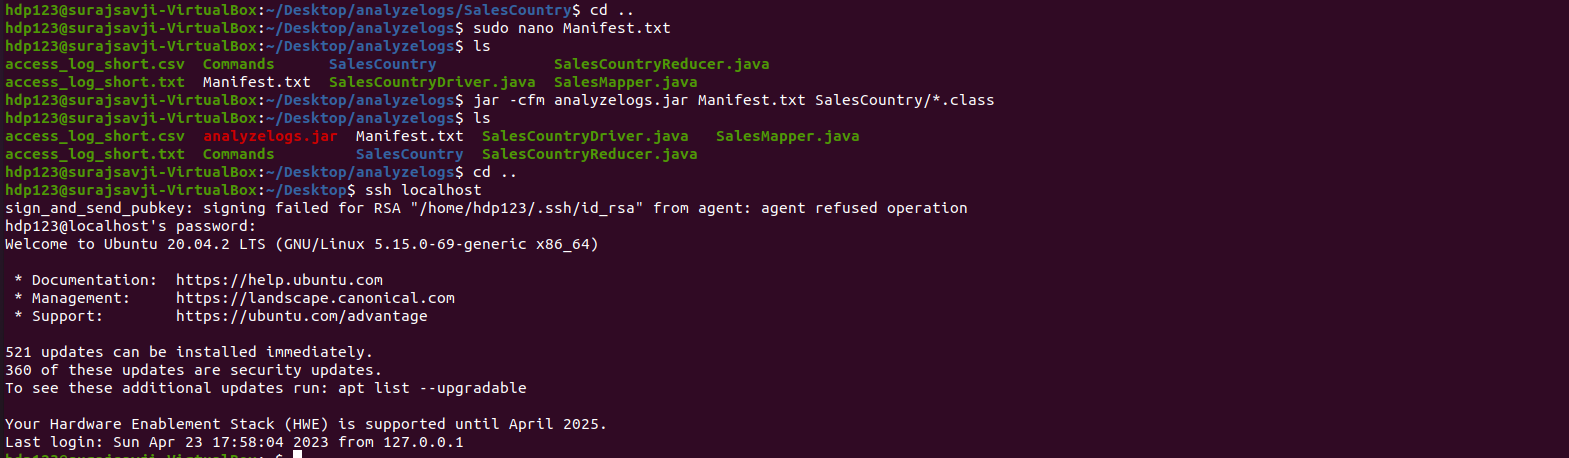 hdp123@surajsavji-VirtualBox:~/Desktop/analyzelogs/SalesCountry$ cd ..
hdp123@surajsavji-VirtualBox:~/Desktop/analyzelogs$ sudo nano Manifest.txt
hdp123@surajsavji-VirtualBox:~/Desktop/analyzelogs$ ls
access_log_short.csv  Commands      SalesCountry             SalesCountryReducer.java
access_log_short.txt  Manifest.txt  SalesCountryDriver.java  SalesMapper.java
hdp123@surajsavji-VirtualBox:~/Desktop/analyzelogs$ jar -cfm analyzelogs.jar Manifest.txt SalesCountry/*.class
hdp123@surajsavji-VirtualBox:~/Desktop/analyzelogs$ ls
access_log_short.csv  analyzelogs.jar  Manifest.txt  SalesCountryDriver.java   SalesMapper.java
access_log_short.txt  Commands         SalesCountry  SalesCountryReducer.java
hdp123@surajsavji-VirtualBox:~/Desktop/analyzelogs$ cd ..
hdp123@surajsavji-VirtualBox:~/Desktop$ ssh localhost
sign_and_send_pubkey: signing failed for RSA "/home/hdp123/.ssh/id_rsa" from agent: agent refused operation
hdp123@localhost's password:
Welcome to Ubuntu 20.04.2 LTS (GNU/Linux 5.15.0-69-generic x86_64)

 * Documentation:  https://help.ubuntu.com
 * Management:     https://landscape.canonical.com
 * Support:        https://ubuntu.com/advantage

521 updates can be installed immediately.
360 of these updates are security updates.
To see these additional updates run: apt list --upgradable

Your Hardware Enablement Stack (HWE) is supported until April 2025.
Last login: Sun Apr 23 17:58:04 2023 from 127.0.0.1
hdp123@surajsavji-VirtualBox:~$